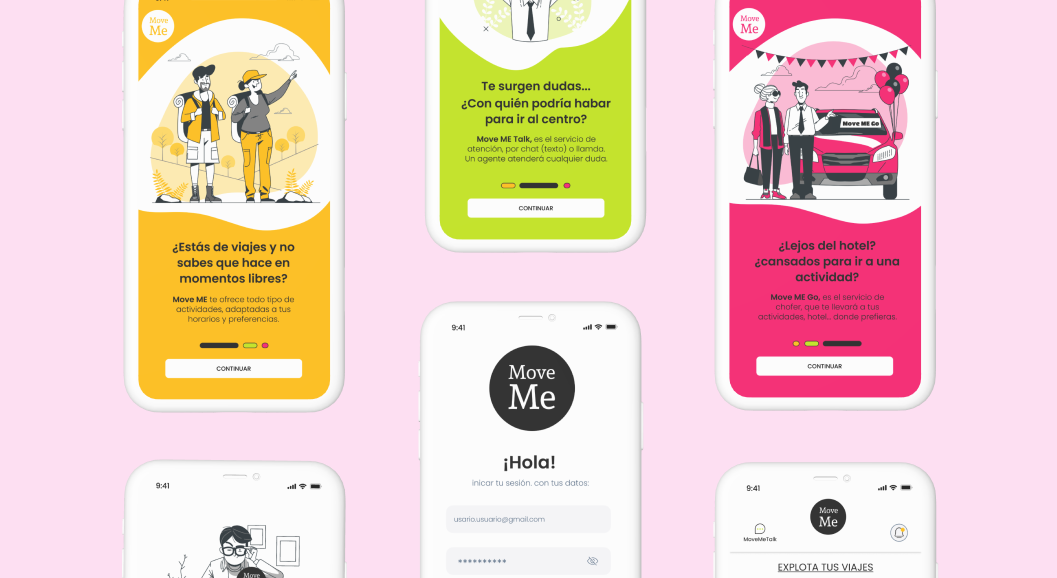 Move
Me
¿Estás de viajes y no
sabes que hace en
momentos libres?
Move ME te ofrece todo tipo de
actividades, adaptadas a tus
horarios y preferencias.
CONTINUAR
Te surgen dudas...
¿Con quién podría habar
para ir al centro?
Move ME Talk, es el servicio de
atención, por chat (texto) o llamda.
Un agente atenderá cualquier duda.
CONTINUAR
Move
Me
Move ME Go
¿Lejos del hotel?
¿cansados para ir a una
actividad?
Move ME Go, es el servicio de
chofer, que te llevará a tus
actividades, hotel... donde prefieras.
CONTINUAR
9:41
Move
9:41
Move
Me
¡Hola!
inicar tu sesión. con tus datos:
usario.usuario@gmail.com
**********
9:41
Move
Me
MoveMeTalk
EXPLOTA TUS VIAJES